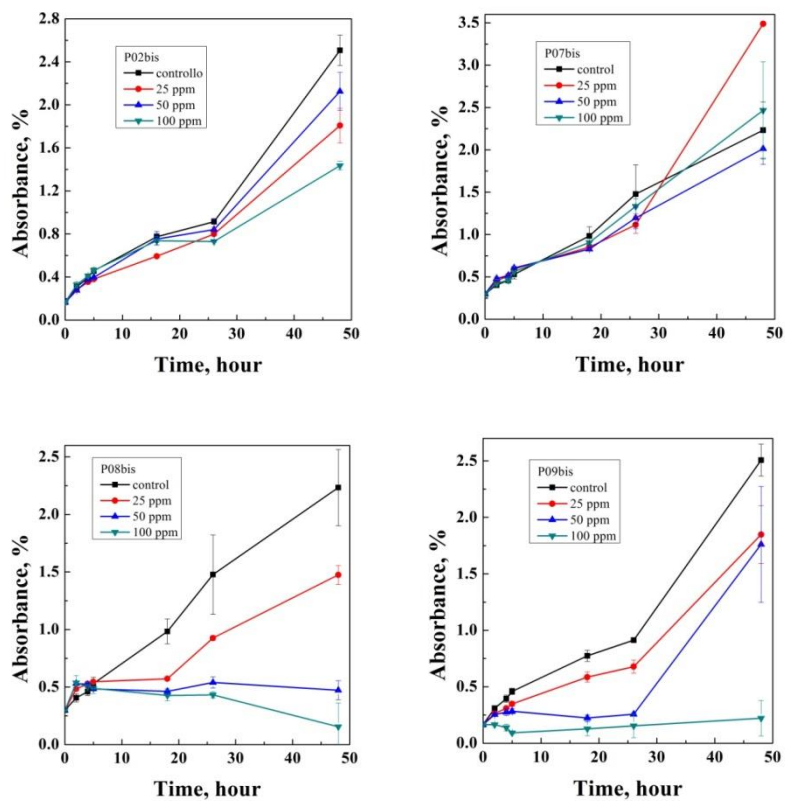 2.8
2.4
2.0
1.6
1.2
0.8
0.4
0.0
Absorbance, %
P02bis
controllo
25 ppm
50 ppm
100 ppm
0 10 20 30 40 50
Time, hour
3.5
3.0
2.5
2.0
1.5
1.0
0.5
0.0
Absorbance, %
P07bis
control
25 ppm
50 ppm
100 ppm
0 10 20 30 40 50
Time, hour
2.5
2.0
1.5
1.0
0.5
0.0
Absorbance, %
P08bis
control
25 ppm
50 ppm
100 ppm
0 10 20 30 40 50
Time, hour
2.5
2.0
1.5
1.0
0.5
0.0
Absorbance, %
P09bis
control
25 ppm
50 ppm
100 ppm
0 10 20 30 40 50
Time, hour